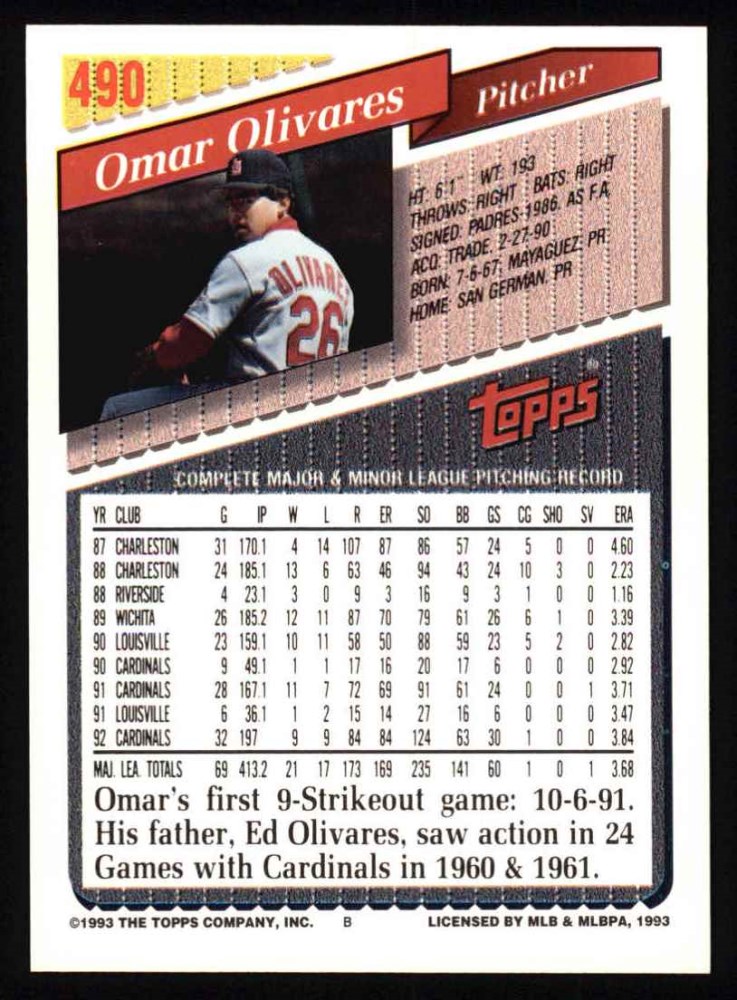 490
Omar Olivares
Pitcher
HT: 6'1" WT: 193
THROWS: RIGHT BATS: RIGHT
SIGNED: PADRES-1986, AS F.A.
ACQ: TRADE, 2-27-90
BORN: 7-6-67, MAYAGUEZ, PR
HOME: SAN GERMAN, PR
OLIVARES
26
Topps®
COMPLETE MAJOR & MINOR LEAGUE PITCHING RECORD
YR CLUB G IP W L R ER SO BB GS CG SHO SV ERA
87 CHARLESTON 31 170.1 4 14 107 87 86 57 24 5 0 0 4.60
88 CHARLESTON 24 185.1 13 6 63 46 94 43 24 10 3 0 2.23
88 RIVERSIDE 4 23.1 3 0 9 3 16 9 3 1 0 0 1.16
89 WICHITA 26 185.2 12 11 87 70 79 61 26 6 1 0 3.39
90 LOUISVILLE 23 159.1 10 11 58 50 88 59 23 5 2 0 2.82
90 CARDINALS 9 49.1 1 1 17 16 20 17 6 0 0 0 2.92
91 CARDINALS 28 167.1 11 7 72 69 91 61 24 0 0 1 3.71
91 LOUISVILLE 6 36.1 1 2 15 14 27 16 6 0 0 0 3.47
92 CARDINALS 32 197 9 9 84 84 124 63 30 1 0 0 3.84
MAJ. LEA. TOTALS 69 413.2 21 17 173 169 235 141 60 1 0 1 3.68
Omar's first 9-Strikeout game: 10-6-91.
His father, Ed Olivares, saw action in 24
Games with Cardinals in 1960 & 1961.
©1993 THE TOPPS COMPANY, INC. B LICENSED BY MLB & MLBPA, 1993